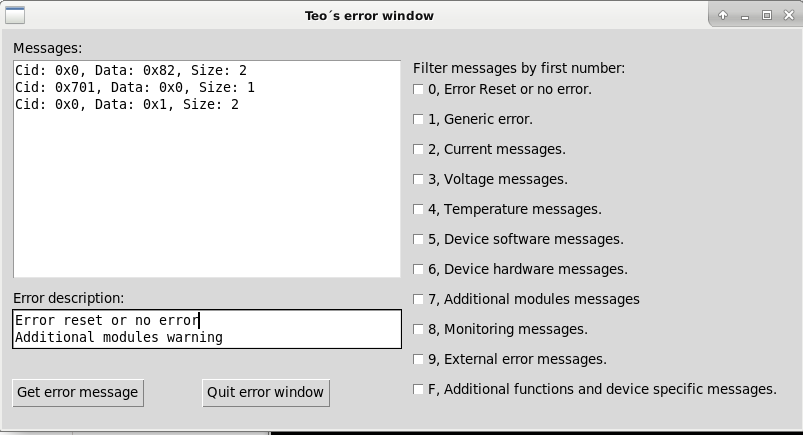 Teo´s error window
Messages:
Cid: 0x0, Data: 0x82, Size: 2
Cid: 0x701, Data: 0x0, Size: 1
Cid: 0x0, Data: 0x1, Size: 2
Error description:
Error reset or no error
Additional modules warning
Get error message
Quit error window
Filter messages by first number:
0, Error Reset or no error.
1, Generic error.
2, Current messages.
3, Voltage messages.
4, Temperature messages.
5, Device software messages.
6, Device hardware messages.
7, Additional modules messages
8, Monitoring messages.
9, External error messages.
F, Additional functions and device specific messages.